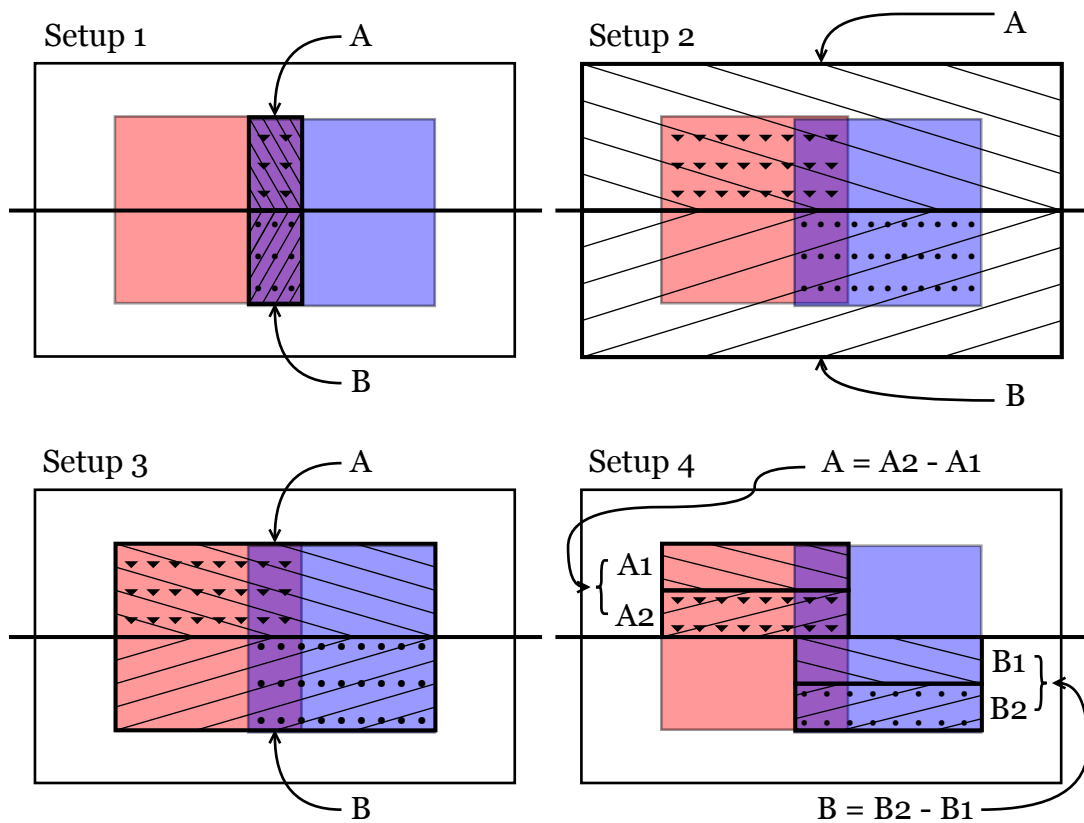 Setup 1
A
B
Setup 2
A
B
Setup 3
A
B
Setup 4
A = A2 - A1
A1
A2
B1
B2
B = B2 - B1